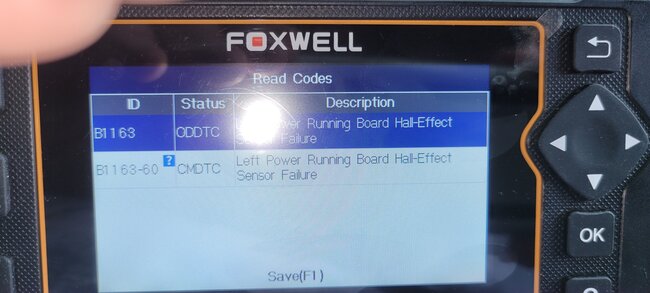 FOXWELL
Read Codes
ID Status Description
B1163 ODDTC Power Running Board Hall-Effect
Failure
B1163-60 ? CMDTC Left Power Running Board Hall-Effect
Sensor Failure
Save(F1)
OK